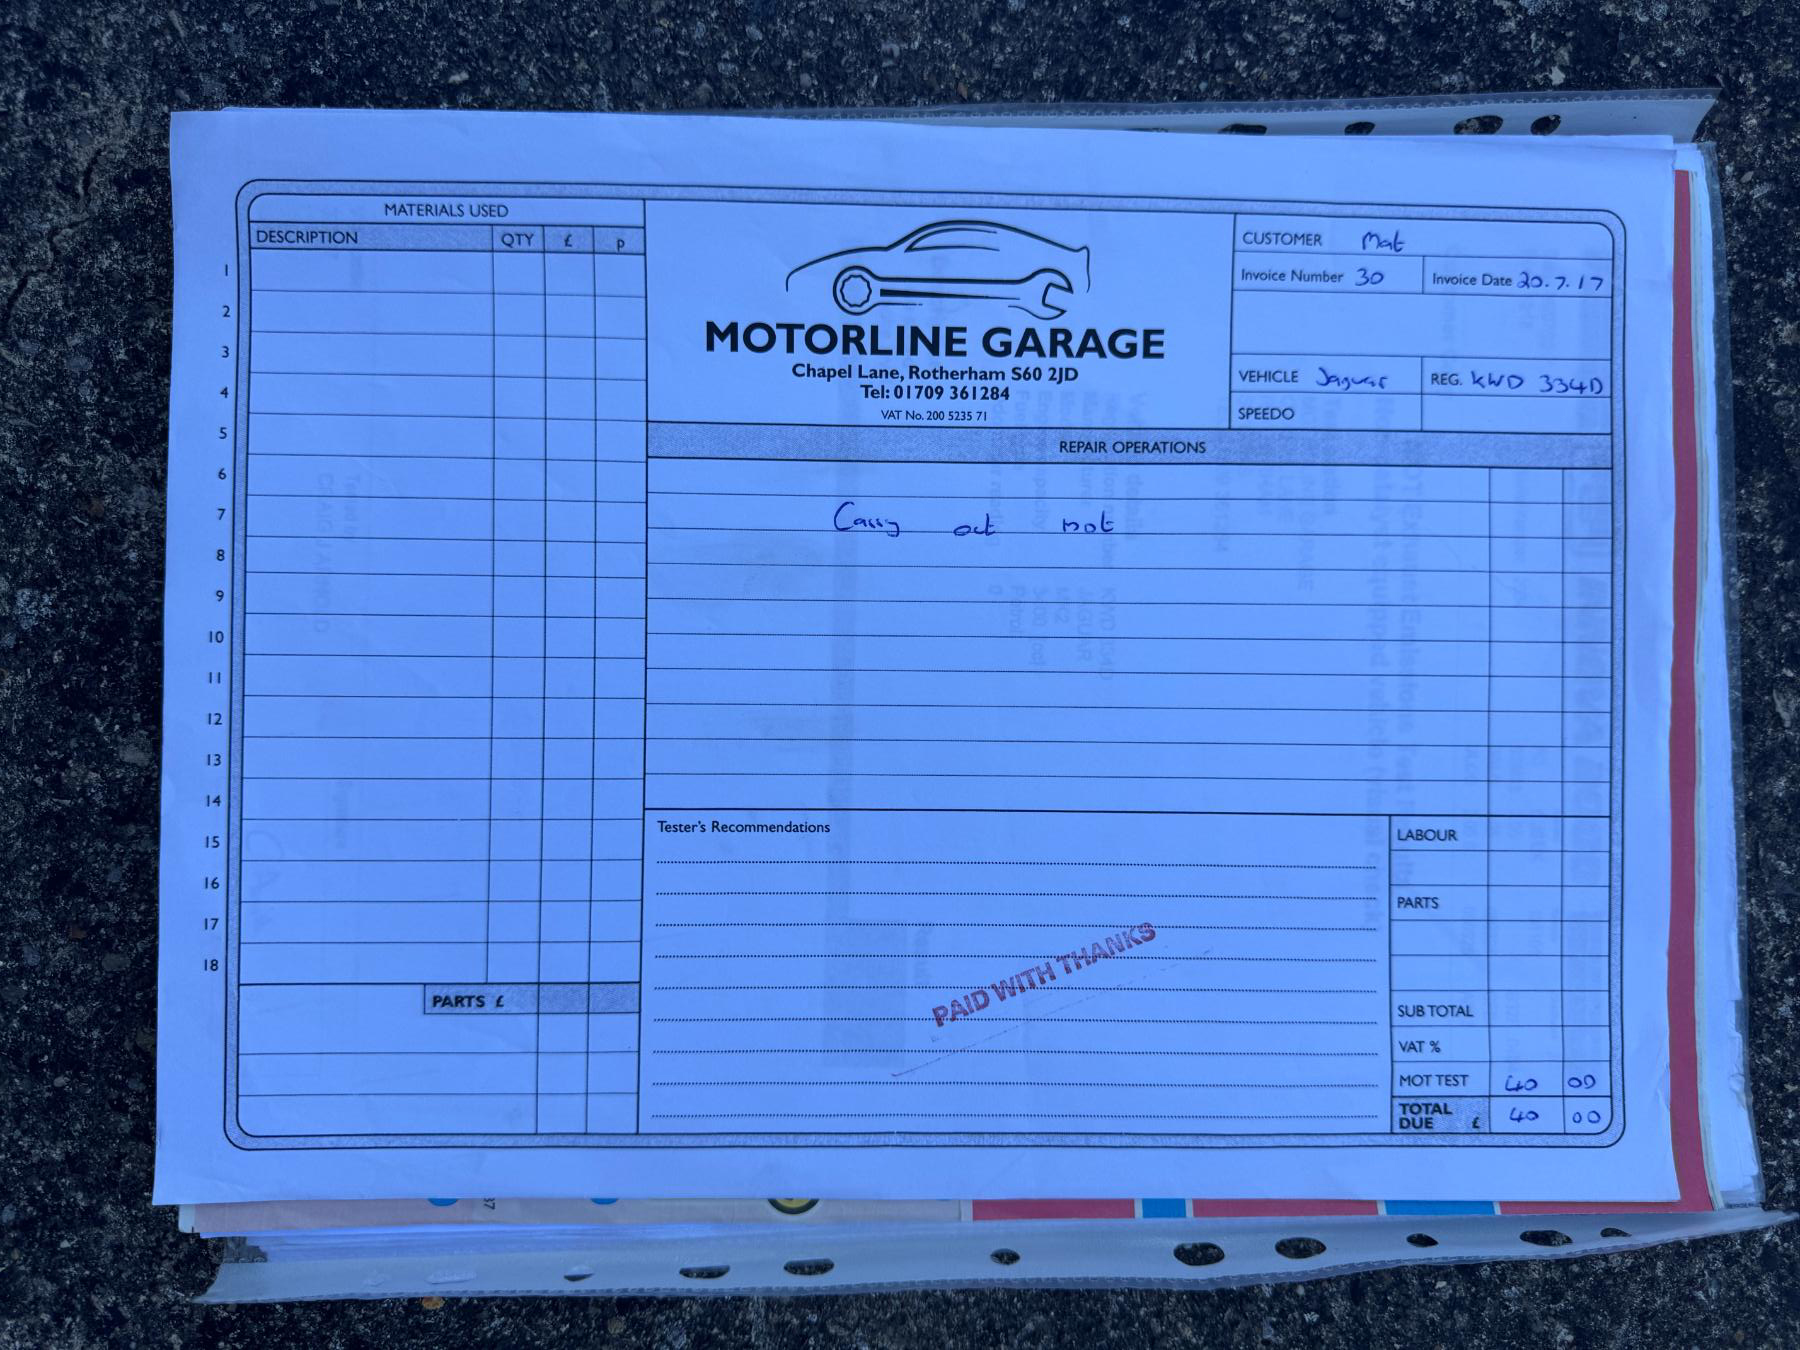 MATERIALS USED
DESCRIPTION QTY £ p
1
2
3
4
5
6
7
8
9
10
11
12
13
14
15
16
17
18
PARTS £
MOTORLINE GARAGE
Chapel Lane, Rotherham S60 2JD
Tel: 01709 361284
VAT No. 200 5235 71
CUSTOMER Mat
Invoice Number 30 Invoice Date 20.7.17
VEHICLE Jaguar REG. KWD 334D
SPEEDO
REPAIR OPERATIONS
Carry out mot
Tester's Recommendations
PAID WITH THANKS
LABOUR
PARTS
SUB TOTAL
VAT %
MOT TEST 40 00
TOTAL DUE £ 40 00